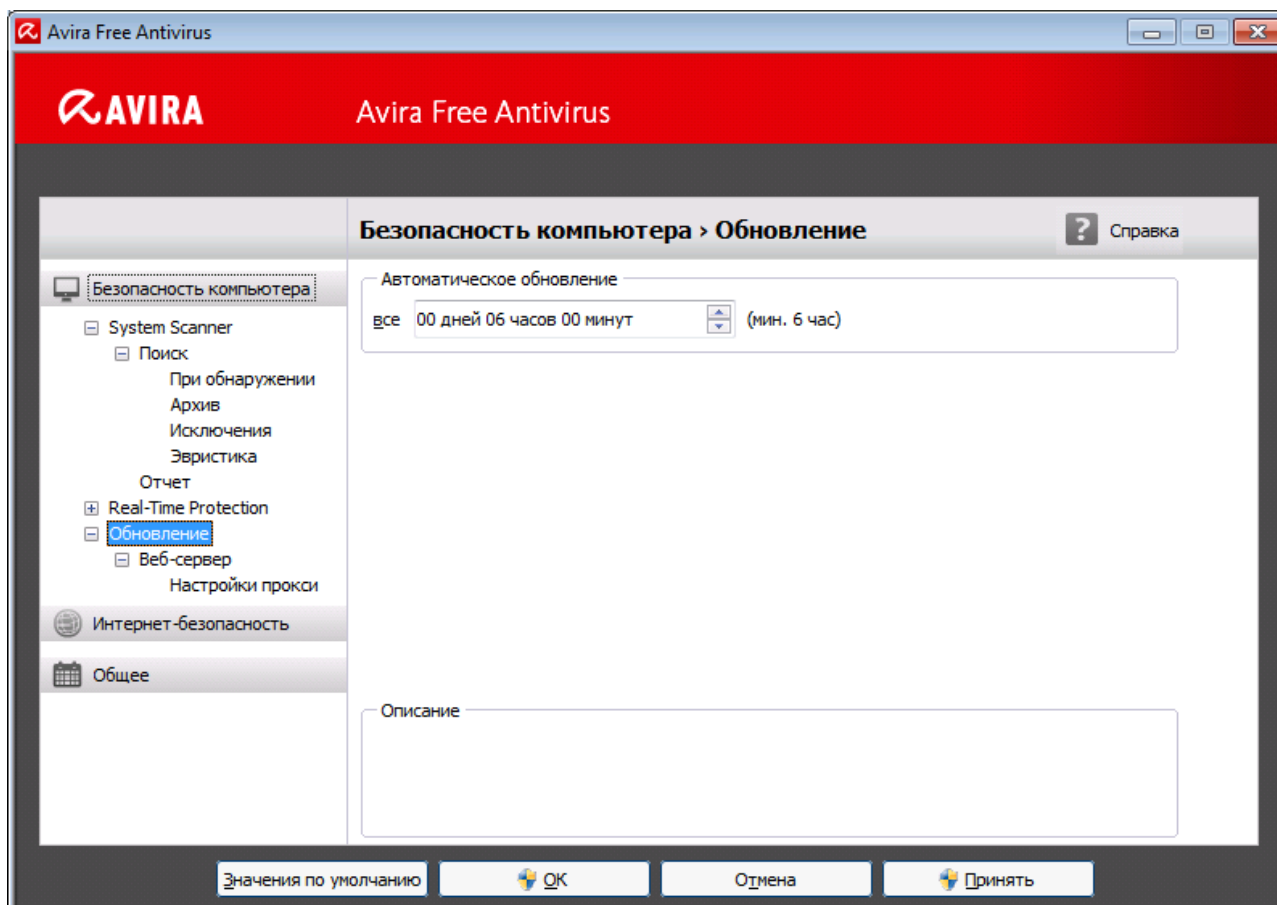 Avira Free Antivirus
AVIRA
Avira Free Antivirus
Безопасность компьютера › Обновление
? Справка
Безопасность компьютера
System Scanner
Поиск
При обнаружении
Архив
Исключения
Эвристика
Отчет
Real-Time Protection
Обновление
Веб-сервер
Настройки прокси
Интернет-безопасность
Общее
Автоматическое обновление
все 00 дней 06 часов 00 минут (мин. 6 час)
Описание
Значения по умолчанию
OK
Отмена
Принять